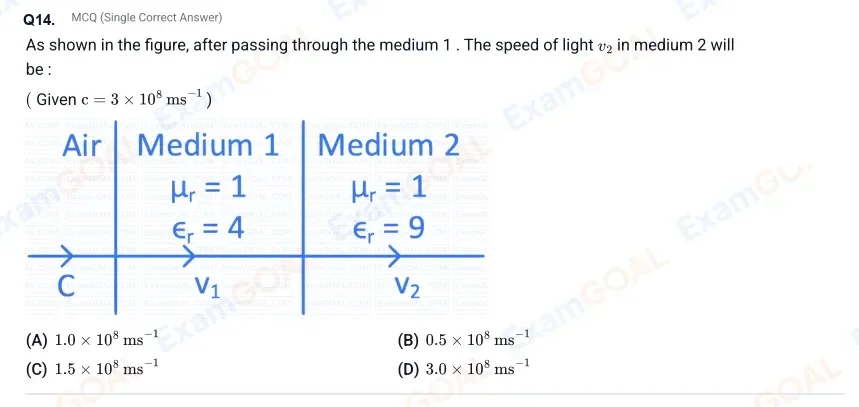 Q14. MCQ (Single Correct Answer)
As shown in the figure, after passing through the medium 1 . The speed of light v₂ in medium 2 will
be :
( Given c = 3 × 10⁸ ms⁻¹ )
Air Medium 1 Medium 2
μᵣ = 1 μᵣ = 1
ϵᵣ = 4 ϵᵣ = 9
C V₁ V₂
(A) 1.0 × 10⁸ ms⁻¹ (B) 0.5 × 10⁸ ms⁻¹
(C) 1.5 × 10⁸ ms⁻¹ (D) 3.0 × 10⁸ ms⁻¹
ExamGOAL